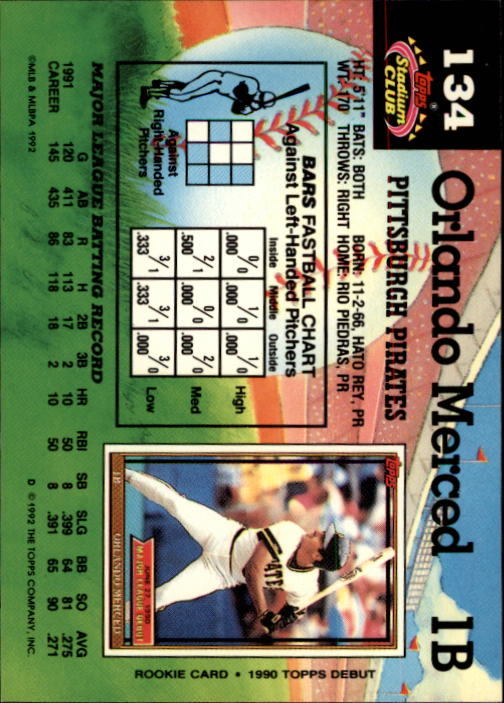 134
Topps
Stadium
CLUB
®
Orlando Merced 1B
PITTSBURGH PIRATES
HT: 5'11" BATS: BOTH BORN: 11-2-66, HATO REY, PR
WT: 170 THROWS: RIGHT HOME: RIO PIEDRAS, PR
BARS FASTBALL CHART
Against Left-Handed Pitchers
Inside Middle Outside
0/0 1/0 1/0 High
.000 .000 .000
2/1 0/0 2/0 Med
.500 .000 .000
3/1 3/1 3/0 Low
.333 .333 .000
Against
Right-Handed
Pitchers
Topps
PIRATES
JUNE 27, 1990
MAJOR LEAGUE DEBUT
1B ORLANDO MERCED
ROOKIE CARD • 1990 TOPPS DEBUT
MAJOR LEAGUE BATTING RECORD
G AB R H 2B 3B HR RBI SB SLG BB SO AVG
1991 120 411 83 113 17 2 10 50 8 .399 64 81 .275
CAREER 145 435 86 118 18 2 10 50 8 .391 65 90 .271
©MLB & MLBPA 1992 D ©1992 THE TOPPS COMPANY, INC.